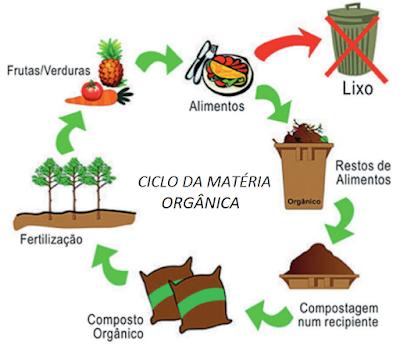 Frutas/Verduras
Alimentos
Lixo
CICLO DA MATÉRIA
ORGÂNICA
Orgânico
Restos de
Alimentos
Fertilização
Composto
Orgânico
Compostagem
num recipiente